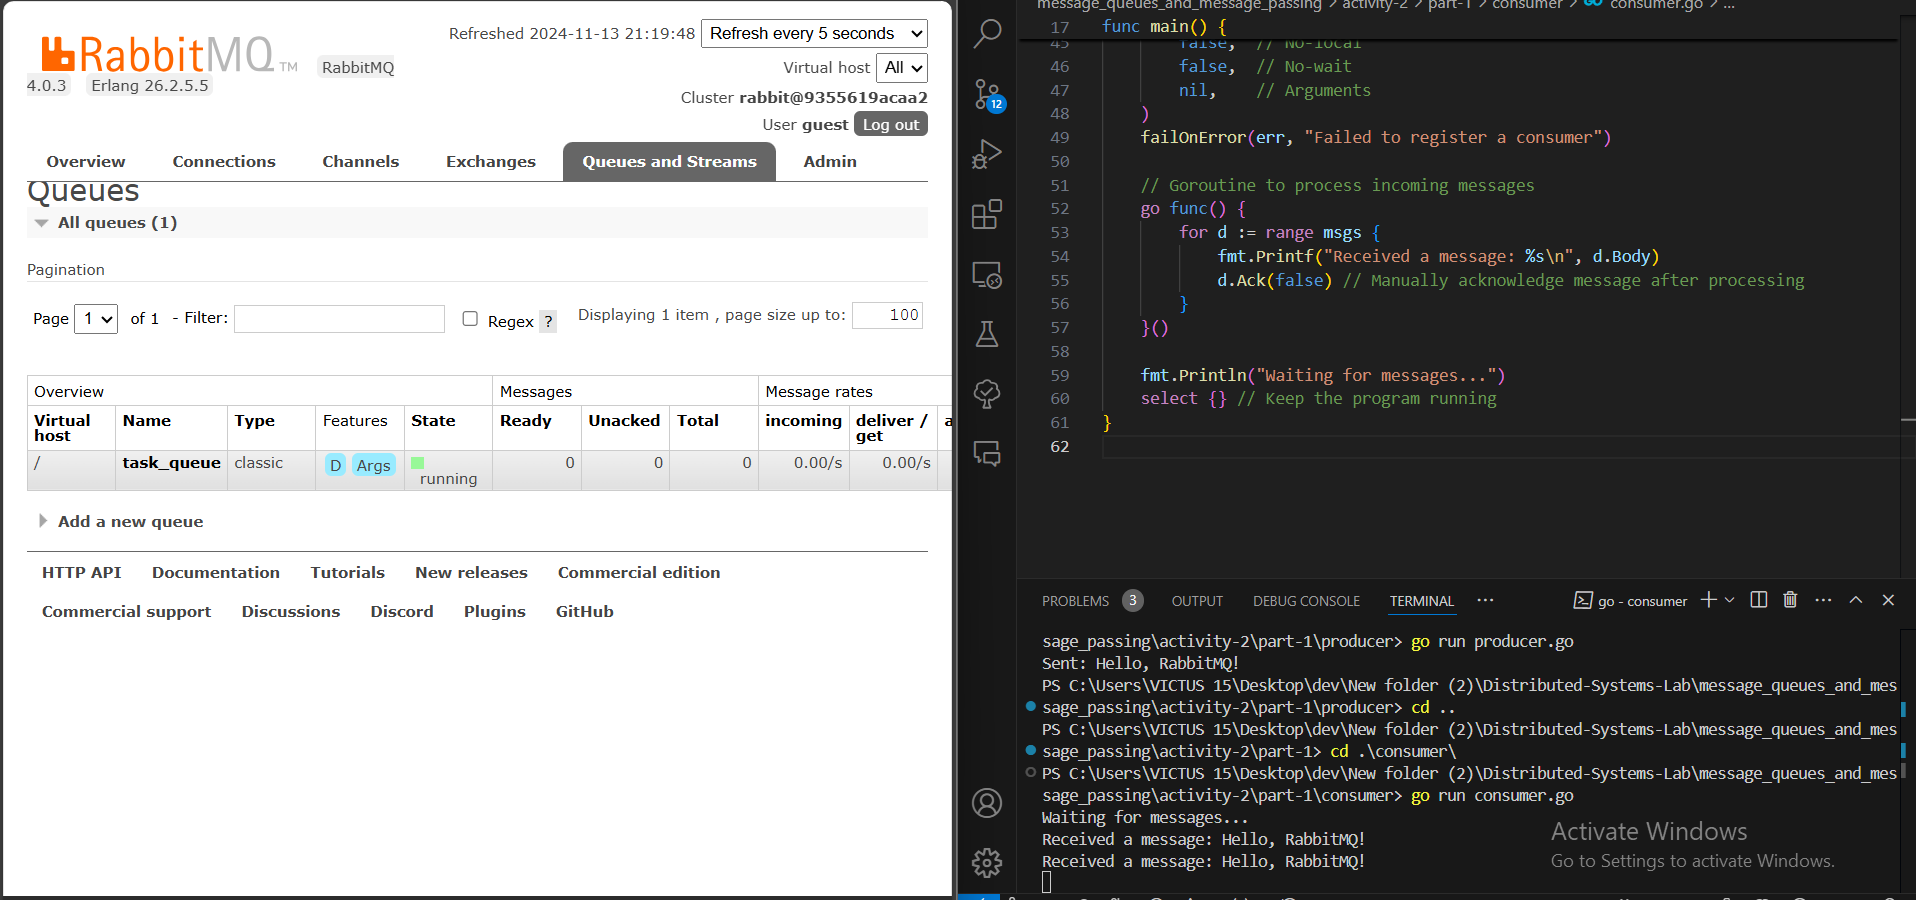 Refreshed 2024-11-13 21:19:48 Refresh every 5 seconds
RabbitMQ TM RabbitMQ
Virtual host All
4.0.3 Erlang 26.2.5.5
Cluster rabbit@9355619acaa2
User guest Log out
Overview Connections Channels Exchanges Queues and Streams Admin
Queues
All queues (1)
Pagination
Page 1 of 1 - Filter: Regex ? Displaying 1 item , page size up to: 100
Overview Messages Message rates
Virtual host Name Type Features State Ready Unacked Total incoming deliver / get a
/ task_queue classic D Args running 0 0 0 0.00/s 0.00/s
Add a new queue
HTTP API Documentation Tutorials New releases Commercial edition
Commercial support Discussions Discord Plugins GitHub
message_queues_and_message_passing > activity-2 > part-1 > consumer > GO consumer.go > ...
17 func main() {
45 false, // No-local
46 false, // No-wait
47 nil, // Arguments
48 )
49 failOnError(err, "Failed to register a consumer")
50
51 // Goroutine to process incoming messages
52 go func() {
53 for d := range msgs {
54 fmt.Printf("Received a message: %s\n", d.Body)
55 d.Ack(false) // Manually acknowledge message after processing
56 }
57 }()
58
59 fmt.Println("Waiting for messages...")
60 select {} // Keep the program running
61 }
62
12
PROBLEMS 3 OUTPUT DEBUG CONSOLE TERMINAL ... go - consumer
sage_passing\activity-2\part-1\producer> go run producer.go
Sent: Hello, RabbitMQ!
PS C:\Users\VICTUS 15\Desktop\dev\New folder (2)\Distributed-Systems-Lab\message_queues_and_mes
sage_passing\activity-2\part-1\producer> cd ..
PS C:\Users\VICTUS 15\Desktop\dev\New folder (2)\Distributed-Systems-Lab\message_queues_and_mes
sage_passing\activity-2\part-1> cd .\consumer\
PS C:\Users\VICTUS 15\Desktop\dev\New folder (2)\Distributed-Systems-Lab\message_queues_and_mes
sage_passing\activity-2\part-1\consumer> go run consumer.go
Waiting for messages...
Received a message: Hello, RabbitMQ!
Received a message: Hello, RabbitMQ!
Activate Windows
Go to Settings to activate Windows.